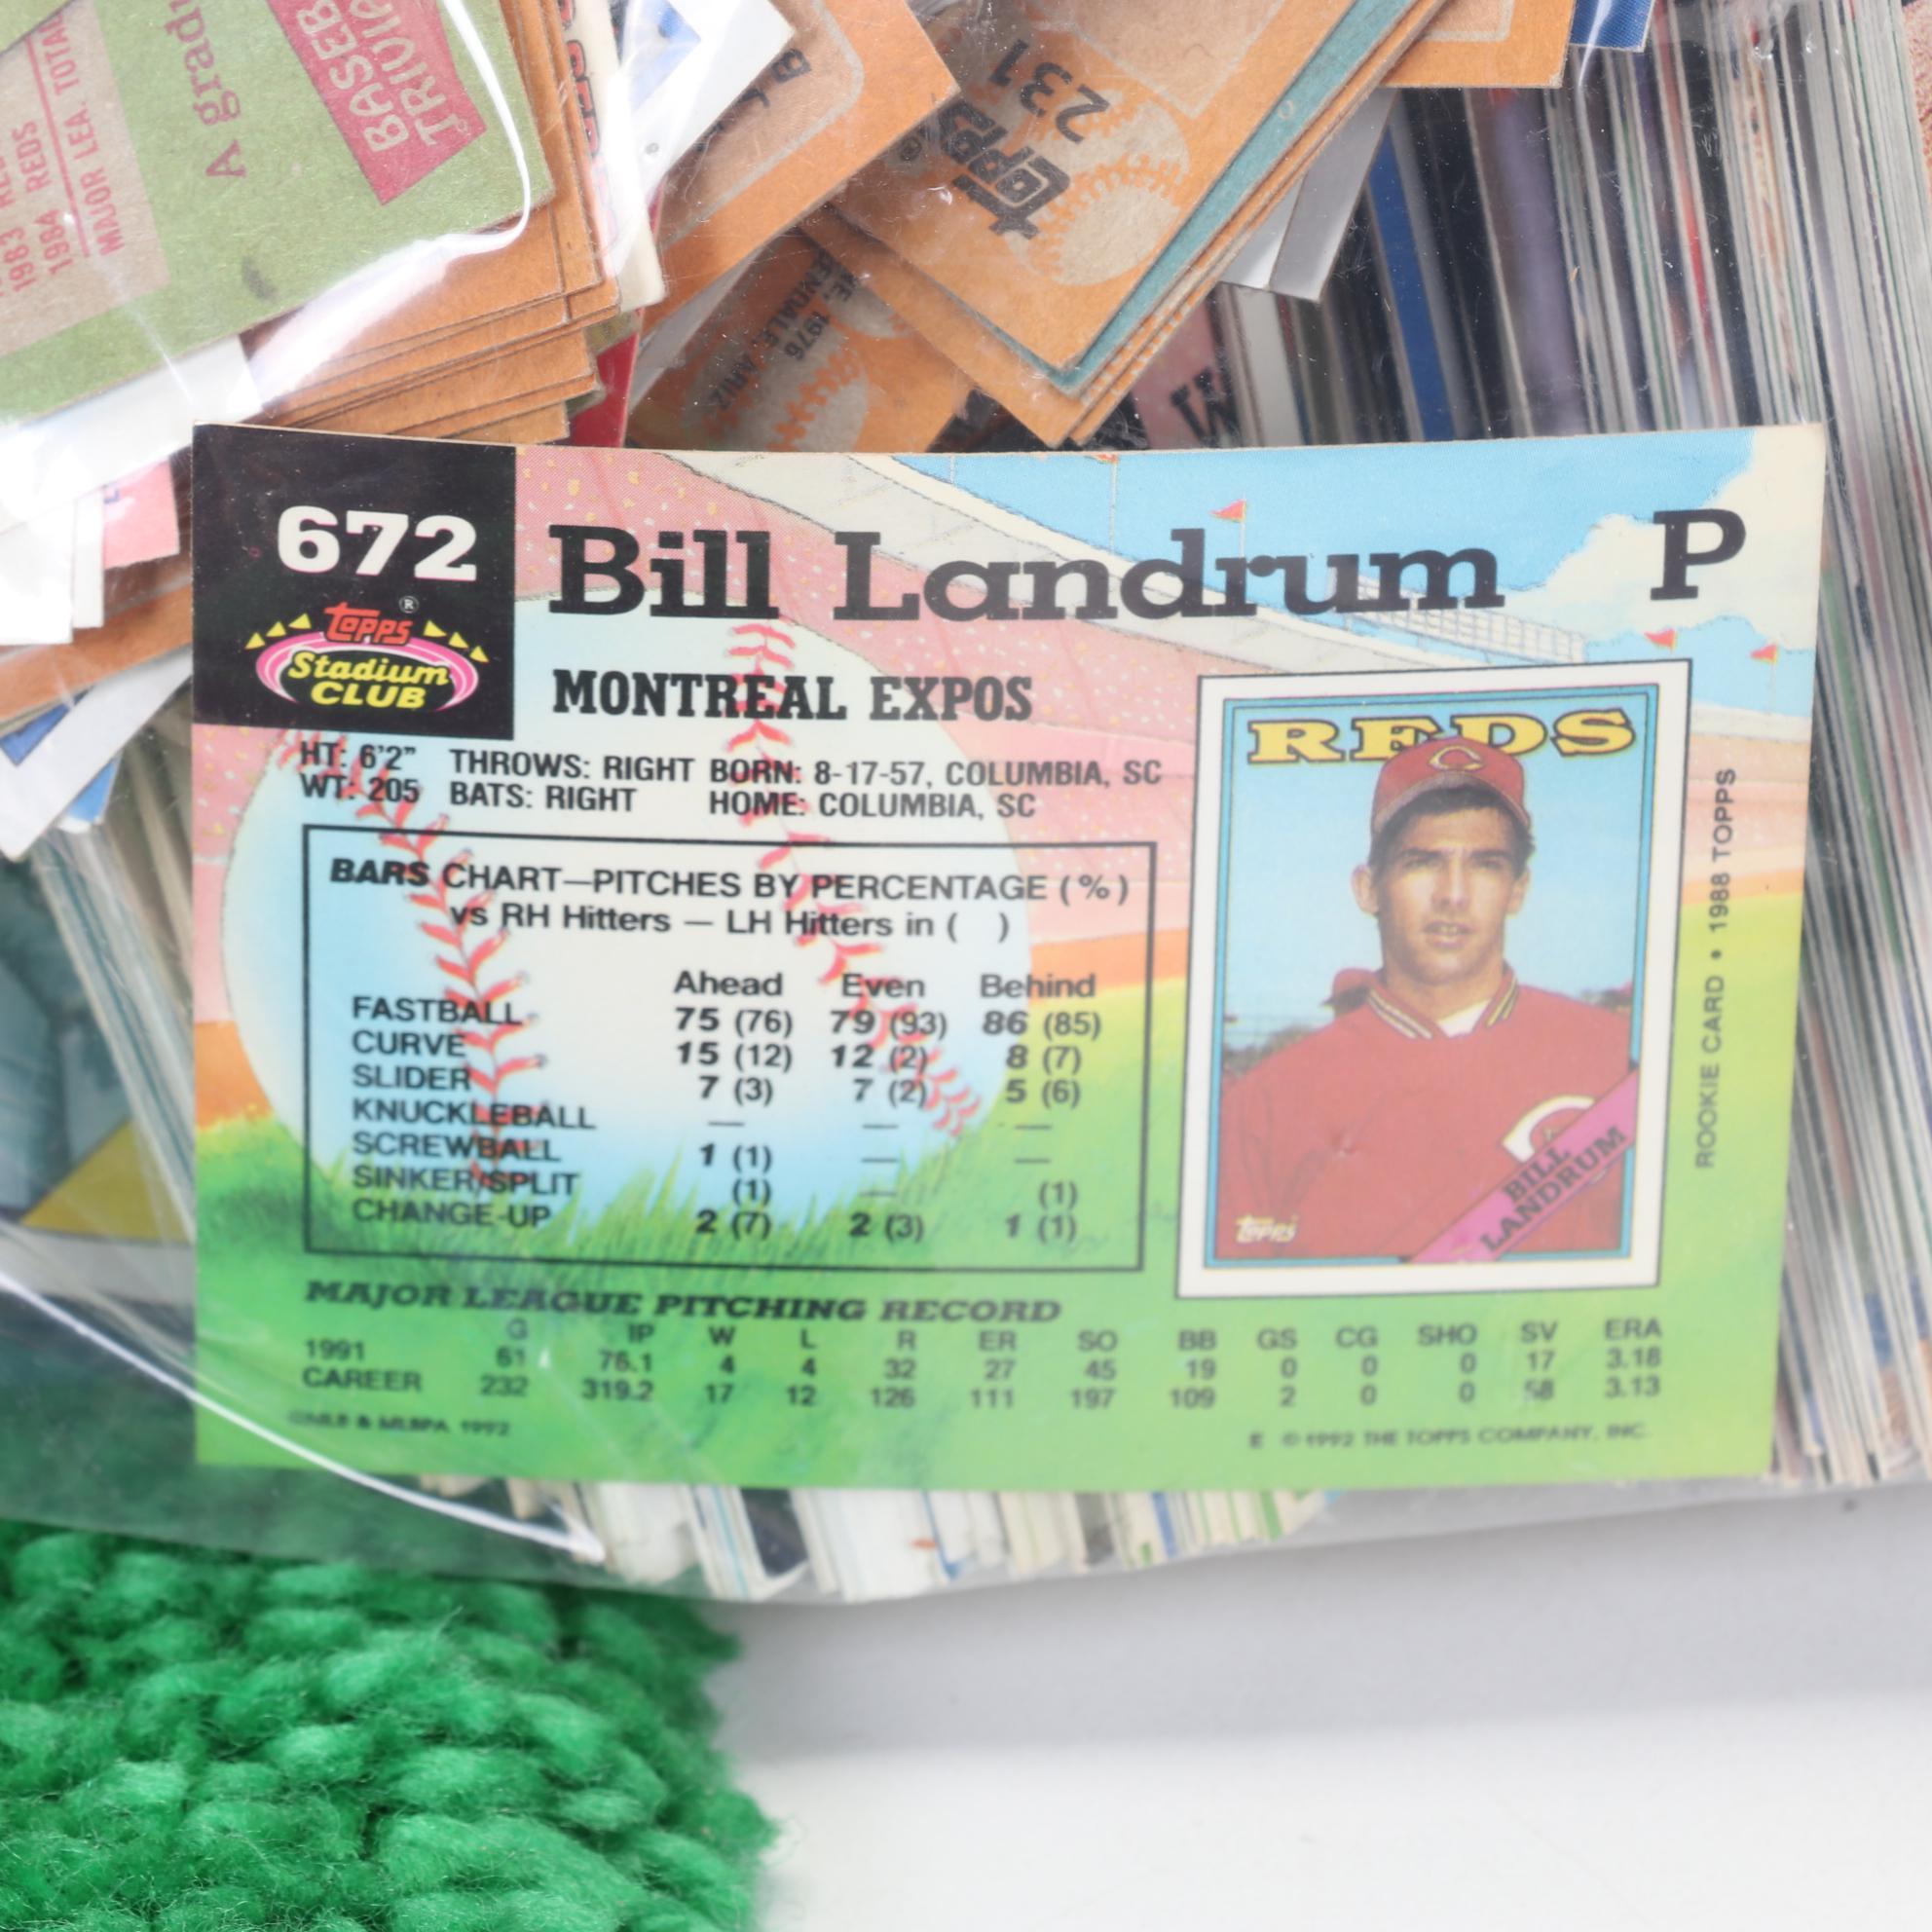 1983 REDS
1984 REDS
MAJOR LEA. TOTAL
A gradu
BASEB
TRIVIA
topps
231
1976
672
Bill Landrum P
topps ®
Stadium
CLUB
MONTREAL EXPOS
HT: 6'2" THROWS: RIGHT BORN: 8-17-57, COLUMBIA, SC
WT: 205 BATS: RIGHT HOME: COLUMBIA, SC
BARS CHART—PITCHES BY PERCENTAGE (%)
vs RH Hitters — LH Hitters in ( )
Ahead Even Behind
FASTBALL 75 (76) 79 (93) 86 (85)
CURVE 15 (12) 12 (2) 8 (7)
SLIDER 7 (3) 7 (2) 5 (6)
KNUCKLEBALL — — —
SCREWBALL 1 (1) — —
SINKER/SPLIT (1) — (1)
CHANGE-UP 2 (7) 2 (3) 1 (1)
REDS
C
BILL
LANDRUM
topps
ROOKIE CARD • 1988 TOPPS
MAJOR LEAGUE PITCHING RECORD
G IP W L R ER SO BB GS CG SHO SV ERA
1991 61 76.1 4 4 32 27 45 19 0 0 0 17 3.18
CAREER 232 319.2 17 12 126 111 197 109 2 0 0 58 3.13
©MLB & MLBPA 1992
E © 1992 THE TOPPS COMPANY, INC.